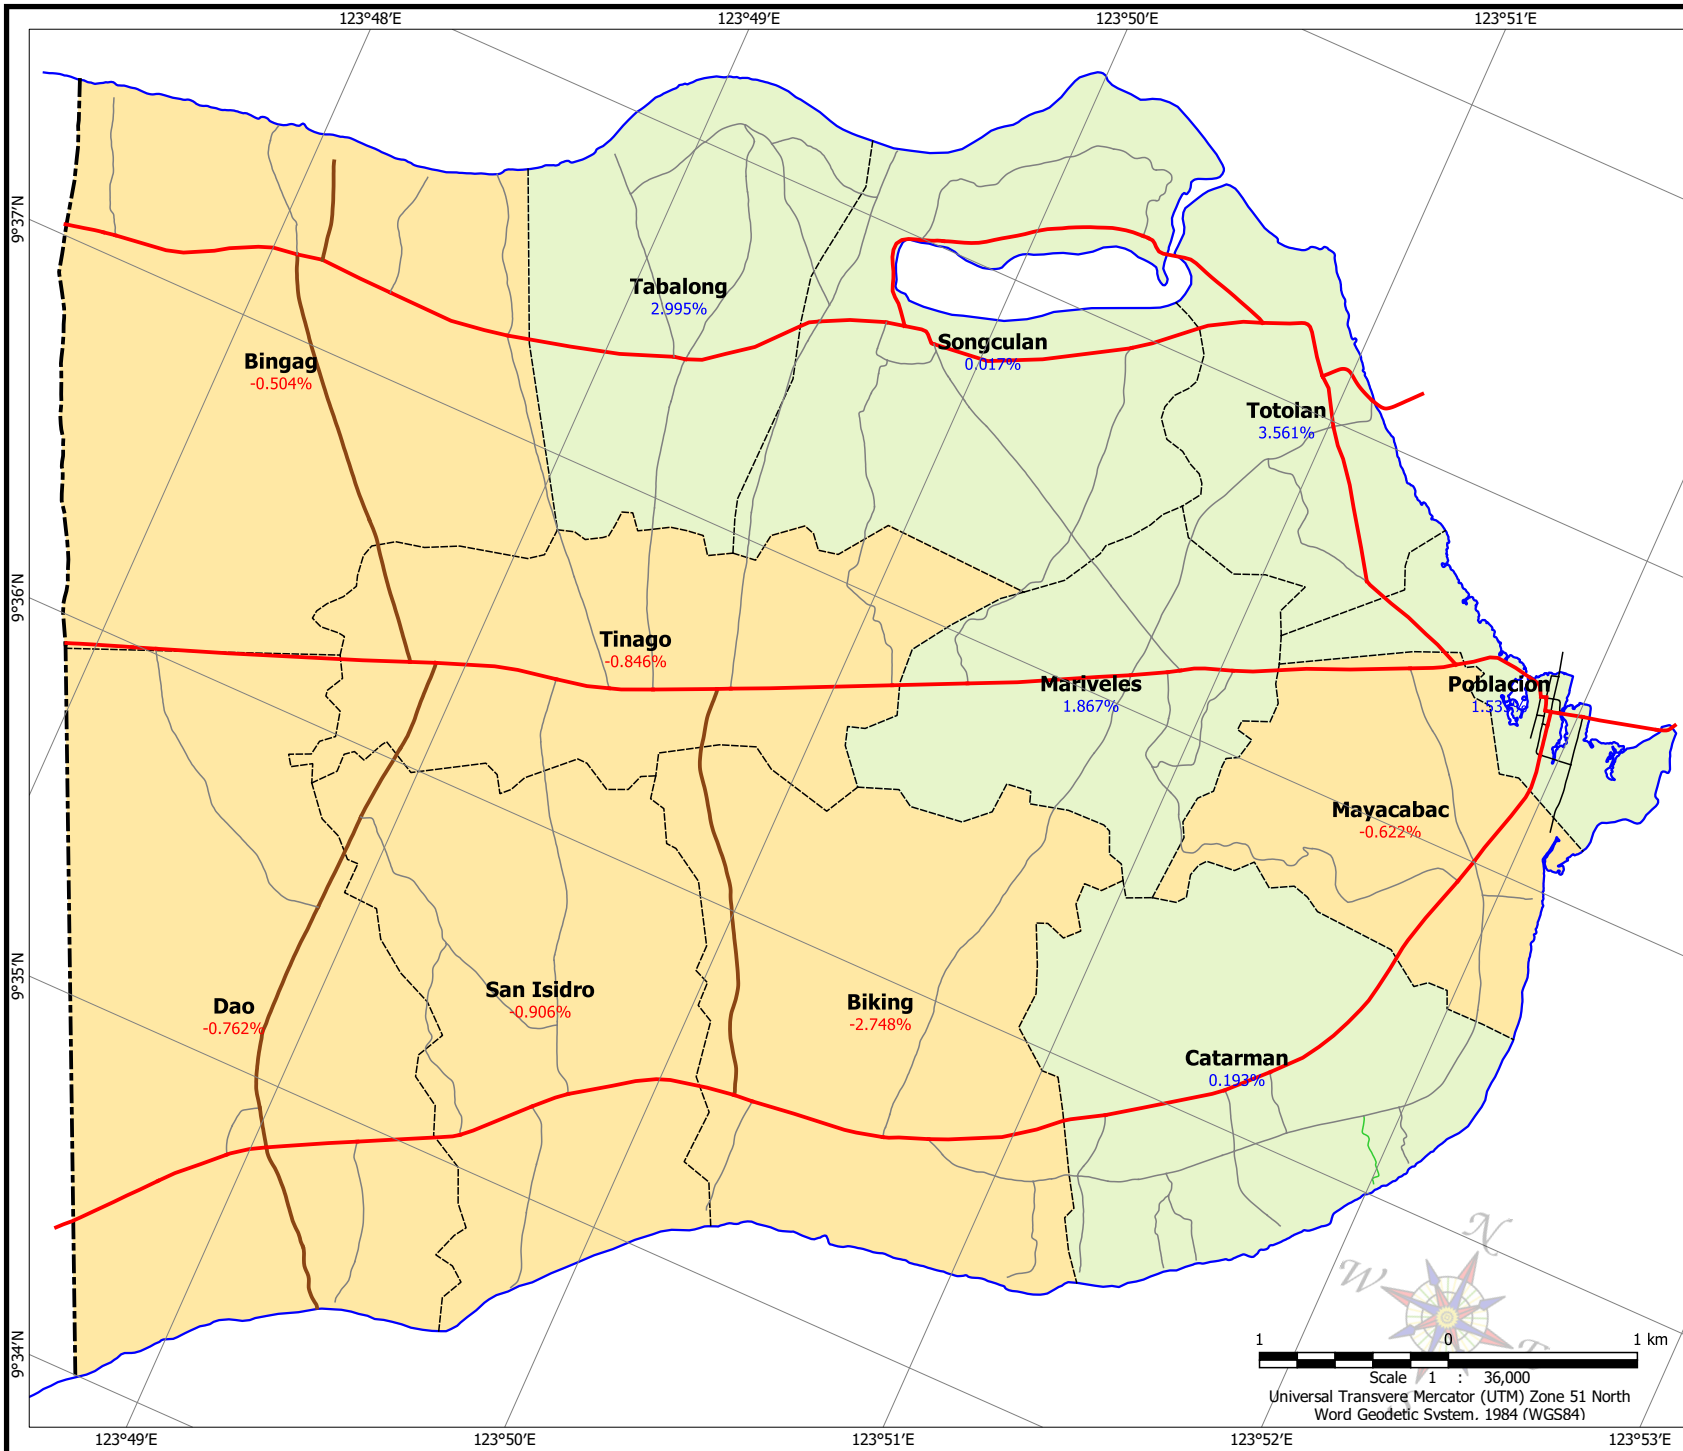 123°48'E
123°49'E
123°50'E
123°51'E
9°37'N
Tabalong
2.995%
Songculan
0.017%
Bingag
-0.504%
Totolan
3.561%
9°36'N
Tinago
-0.846%
Mariveles
1.867%
Poblacion
Mayacabac
-0.622%
9°35'N
San Isidro
-0.906%
Dao
-0.762%
Biking
-2.748%
Catarman
0.193%
N
W
9°34'N
1 0 1 km
Scale 1 : 36,000
Universal Transvere Mercator (UTM) Zone 51 North
Word Geodetic System, 1984 (WGS84)
123°49'E
123°50'E
123°51'E
123°52'E
123°53'E